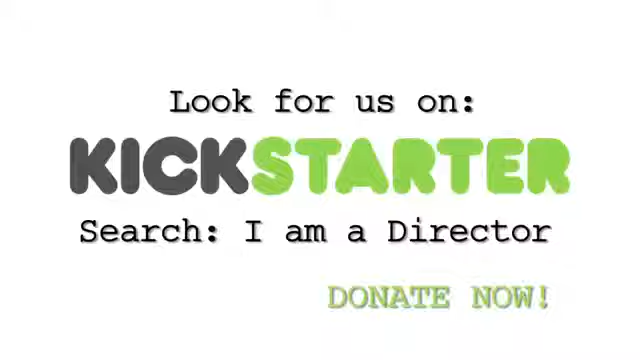 Look for us on:
KICKSTARTER
Search: I am a Director
DONATE NOW!